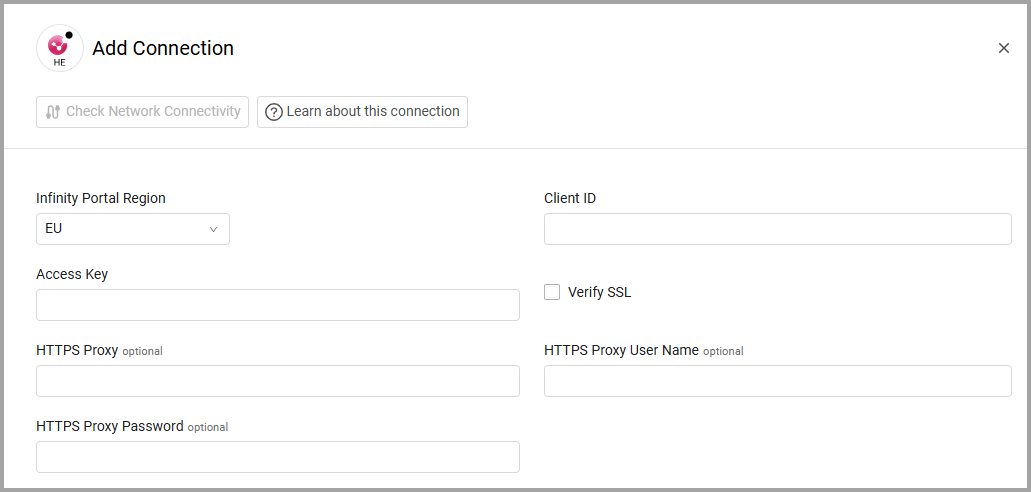 HE
Add Connection
Check Network Connectivity
Learn about this connection
Infinity Portal Region
Client ID
EU
Access Key
Verify SSL
HTTPS Proxy optional
HTTPS Proxy User Name optional
HTTPS Proxy Password optional